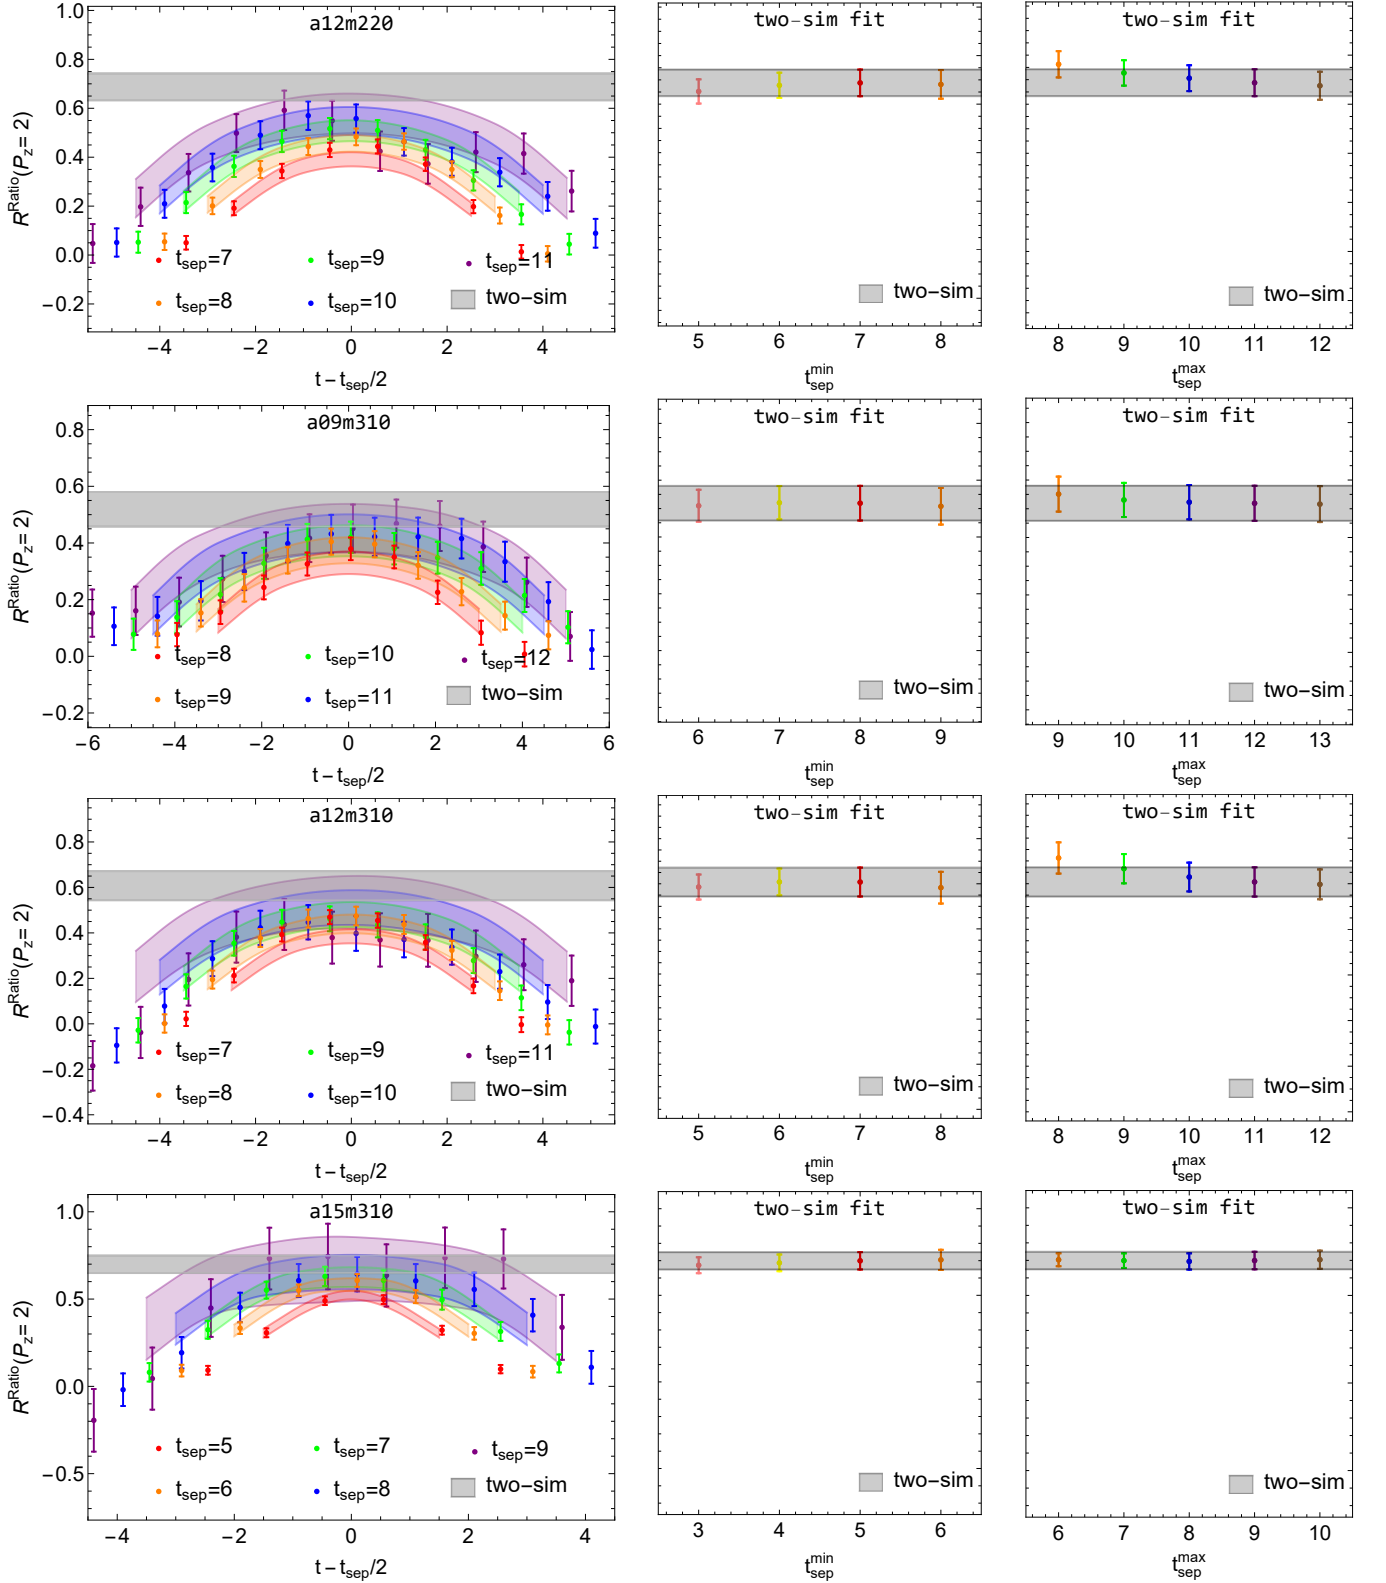 a12m220
two-sim fit
two-sim fit
R^Ratio(P_z = 2)
1.0
0.8
0.6
0.4
0.2
0.0
−0.2
t_sep=7
t_sep=9
t_sep=11
t_sep=8
t_sep=10
two-sim
two-sim
two-sim
−4 −2 0 2 4
5 6 7 8
8 9 10 11 12
t − t_sep/2
t_sep^min
t_sep^max
a09m310
two-sim fit
two-sim fit
R^Ratio(P_z = 2)
0.8
0.6
0.4
0.2
0.0
−0.2
t_sep=8
t_sep=10
t_sep=12
t_sep=9
t_sep=11
two-sim
two-sim
two-sim
−6 −4 −2 0 2 4 6
6 7 8 9
9 10 11 12 13
t − t_sep/2
t_sep^min
t_sep^max
a12m310
two-sim fit
two-sim fit
R^Ratio(P_z = 2)
0.8
0.6
0.4
0.2
0.0
−0.2
−0.4
t_sep=7
t_sep=9
t_sep=11
t_sep=8
t_sep=10
two-sim
two-sim
two-sim
−4 −2 0 2 4
5 6 7 8
8 9 10 11 12
t − t_sep/2
t_sep^min
t_sep^max
a15m310
two-sim fit
two-sim fit
R^Ratio(P_z = 2)
1.0
0.5
0.0
−0.5
t_sep=5
t_sep=7
t_sep=9
t_sep=6
t_sep=8
two-sim
two-sim
two-sim
−4 −2 0 2 4
3 4 5 6
6 7 8 9 10
t − t_sep/2
t_sep^min
t_sep^max